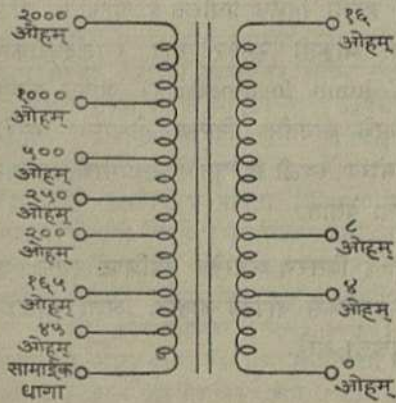 २०००
ओहम्
१०००
ओहम्
५००
ओहम्
२५०
ओहम्
२००
ओहम्
१६५
ओहम्
४५
ओहम्
सामाईक
धागा
१६
ओहम्
८
ओहम्
४
ओहम्
०
ओहम्